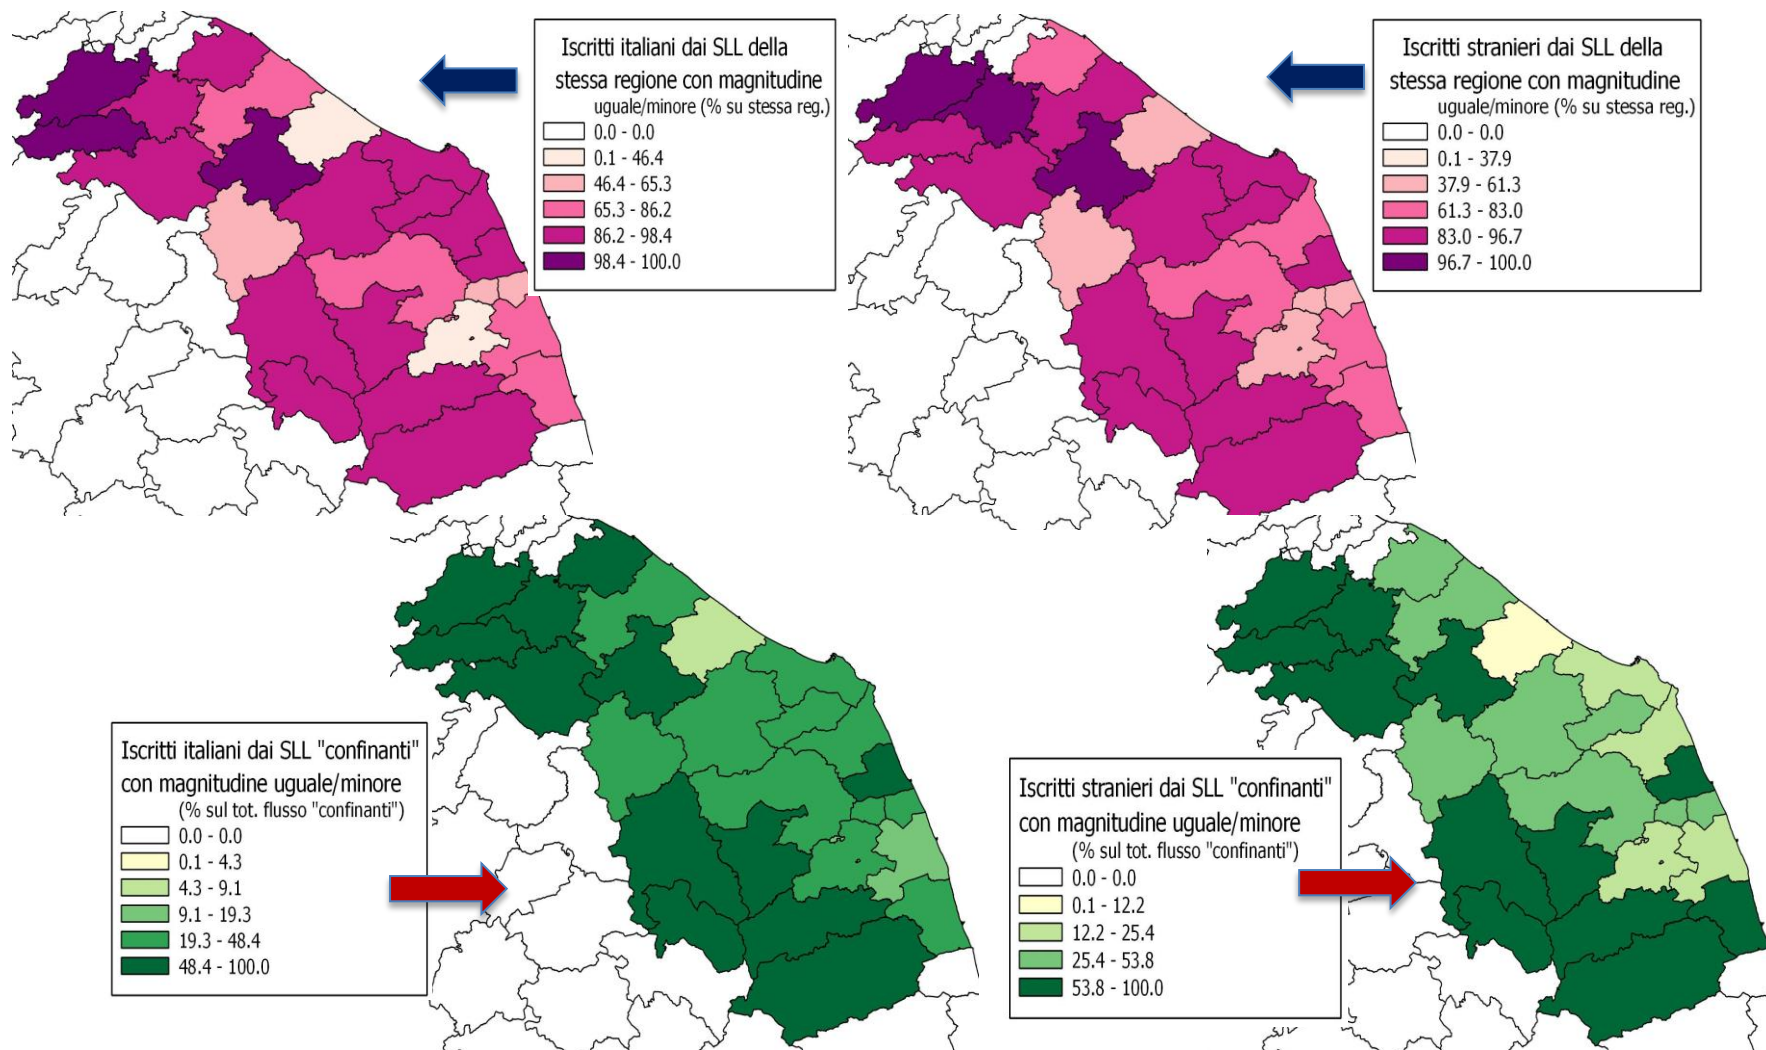 Iscritti italiani dai SLL della
stessa regione con magnitudine
uguale/minore (% su stessa reg.)
0.0 - 0.0
0.1 - 46.4
46.4 - 65.3
65.3 - 86.2
86.2 - 98.4
98.4 - 100.0
Iscritti stranieri dai SLL della
stessa regione con magnitudine
uguale/minore (% su stessa reg.)
0.0 - 0.0
0.1 - 37.9
37.9 - 61.3
61.3 - 83.0
83.0 - 96.7
96.7 - 100.0
Iscritti italiani dai SLL "confinanti"
con magnitudine uguale/minore
(% sul tot. flusso "confinanti")
0.0 - 0.0
0.1 - 4.3
4.3 - 9.1
9.1 - 19.3
19.3 - 48.4
48.4 - 100.0
Iscritti stranieri dai SLL "confinanti"
con magnitudine uguale/minore
(% sul tot. flusso "confinanti")
0.0 - 0.0
0.1 - 12.2
12.2 - 25.4
25.4 - 53.8
53.8 - 100.0